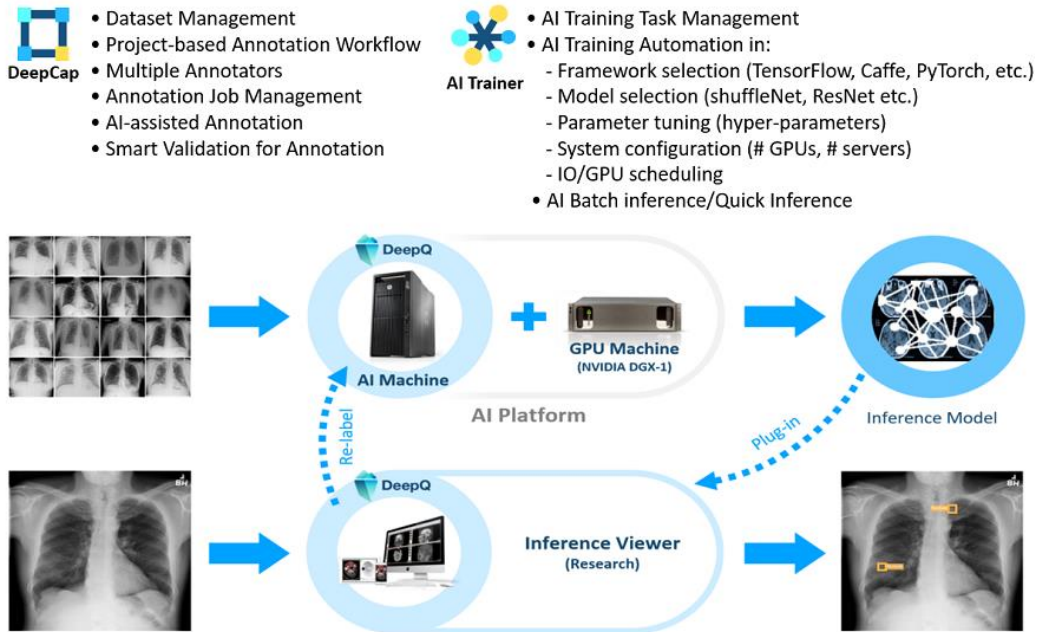 DeepCap
• Dataset Management
• Project-based Annotation Workflow
• Multiple Annotators
• Annotation Job Management
• AI-assisted Annotation
• Smart Validation for Annotation
AI Trainer
• AI Training Task Management
• AI Training Automation in:
- Framework selection (TensorFlow, Caffe, PyTorch, etc.)
- Model selection (shuffleNet, ResNet etc.)
- Parameter tuning (hyper-parameters)
- System configuration (# GPUs, # servers)
- IO/GPU scheduling
• AI Batch inference/Quick Inference
DeepQ
AI Machine
GPU Machine
(NVIDIA DGX-1)
AI Platform
Inference Model
Re-label
Plug-in
DeepQ
Inference Viewer
(Research)